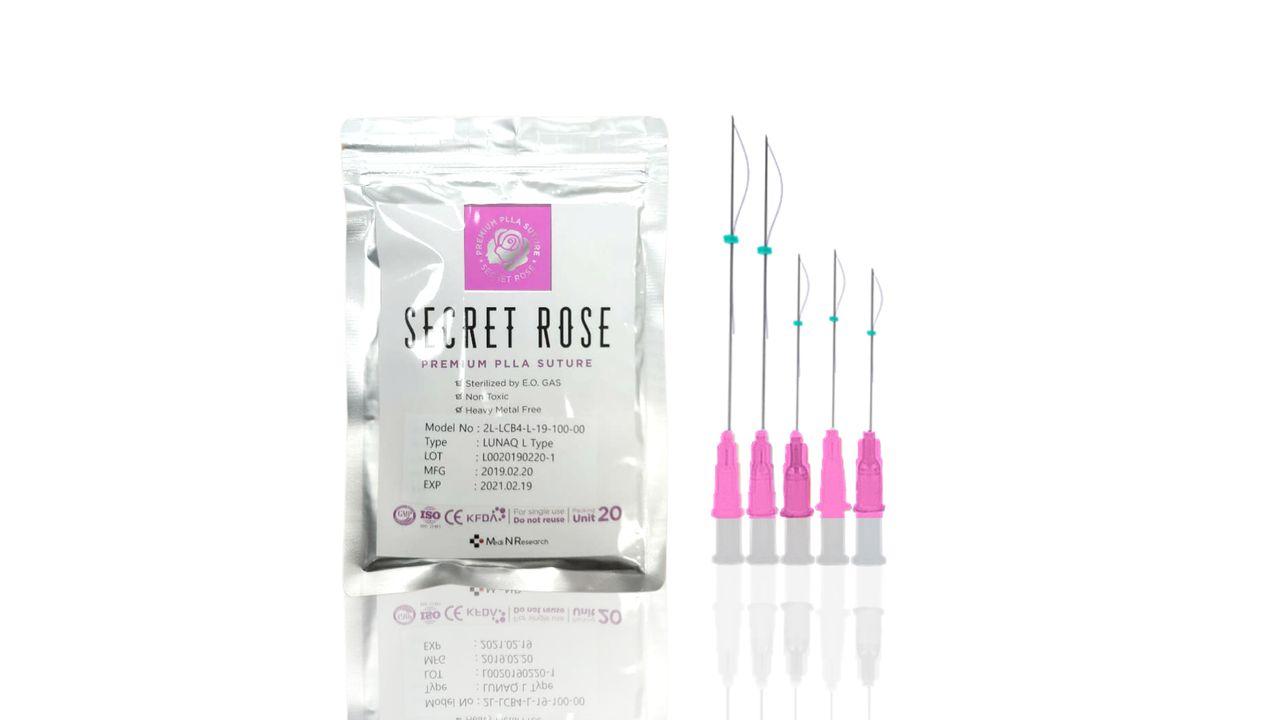 PREMIUM PLLA SUTURE
SECRET ROSE
SECRET ROSE
PREMIUM PLLA SUTURE
Sterilized by E.O. GAS
Non Toxic
Heavy Metal Free
Model No : 2L-LCB4-L-19-100-00
Type : LUNAQ L Type
LOT : L0020190220-1
MFG : 2019.02.20
EXP : 2021.02.19
GMP ISO CE KFDA For single use Do not reuse Unit 20
Medi N Research